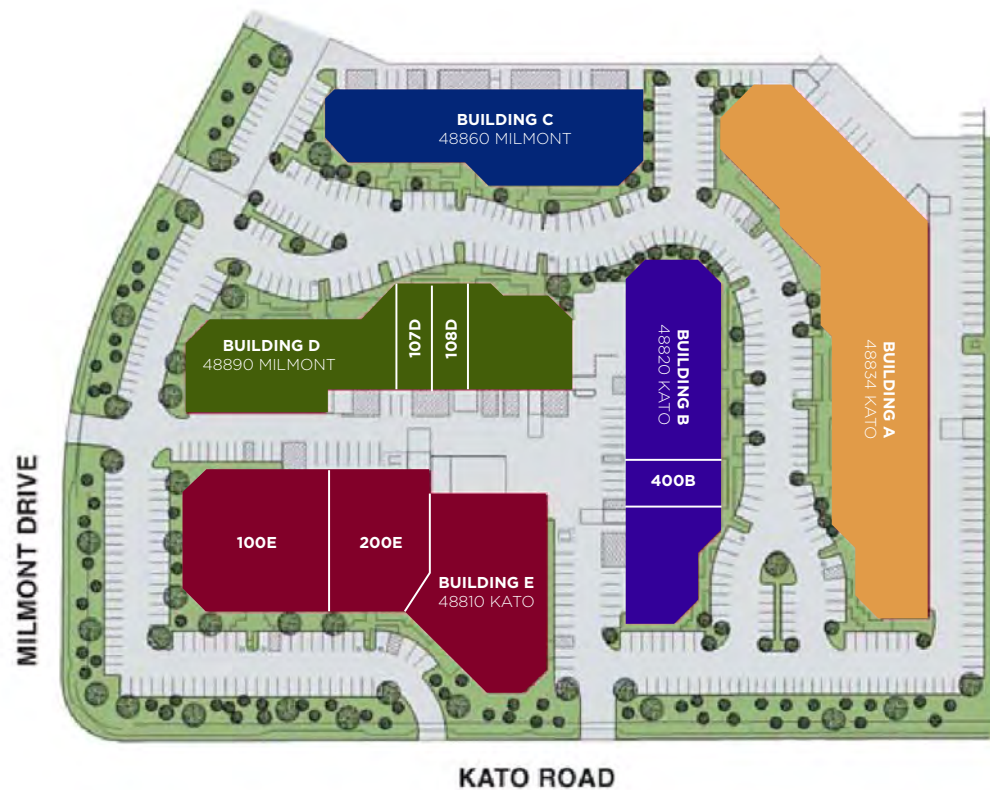 BUILDING C
48860 MILMONT
BUILDING A
48834 KATO
BUILDING B
48820 KATO
400B
107D
108D
BUILDING D
48890 MILMONT
100E
200E
BUILDING E
48810 KATO
MILMONT DRIVE
KATO ROAD